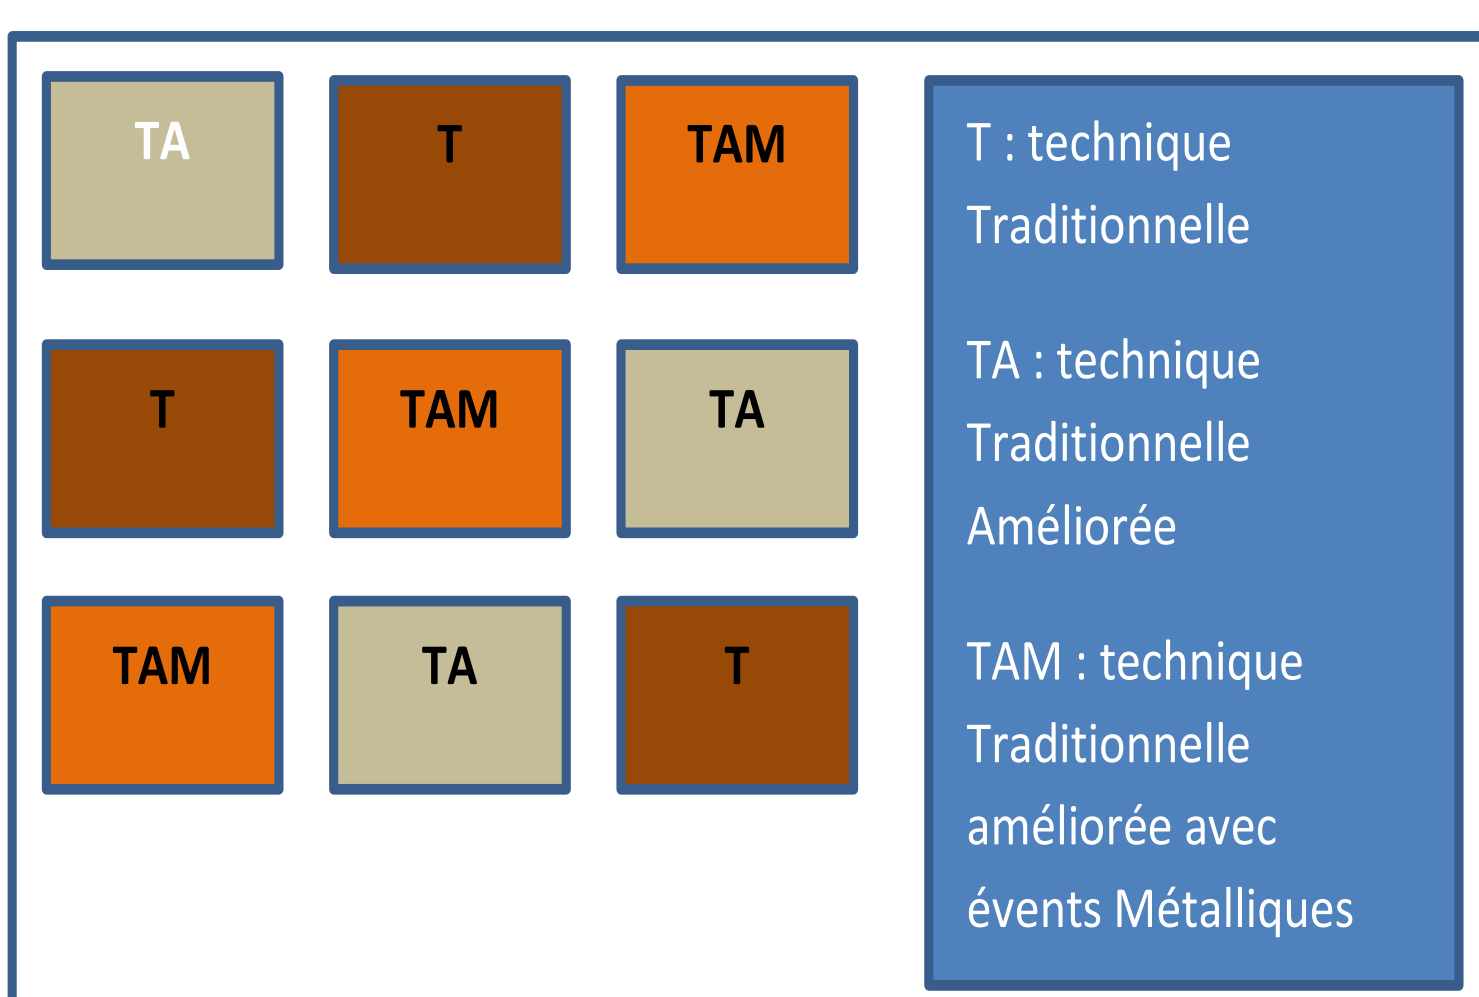 TA T TAM
T TAM TA
TAM TA T
T : technique
Traditionnelle
TA : technique
Traditionnelle
Améliorée
TAM : technique
Traditionnelle
améliorée avec
évents Métalliques